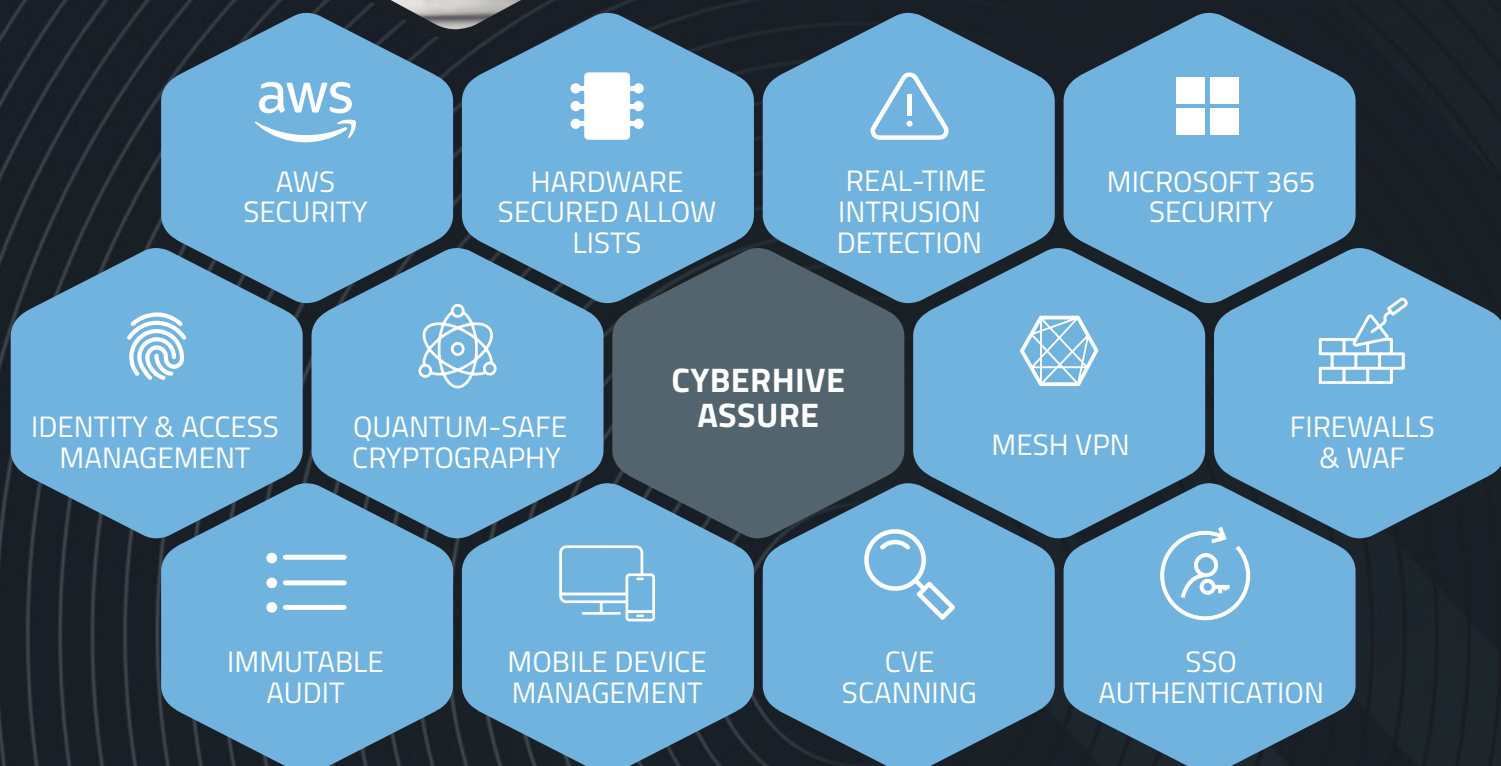 aws
AWS
SECURITY
HARDWARE
SECURED ALLOW
LISTS
REAL-TIME
INTRUSION
DETECTION
MICROSOFT 365
SECURITY
IDENTITY & ACCESS
MANAGEMENT
QUANTUM-SAFE
CRYPTOGRAPHY
CYBERHIVE
ASSURE
MESH VPN
FIREWALLS
& WAF
IMMUTABLE
AUDIT
MOBILE DEVICE
MANAGEMENT
CVE
SCANNING
SSO
AUTHENTICATION